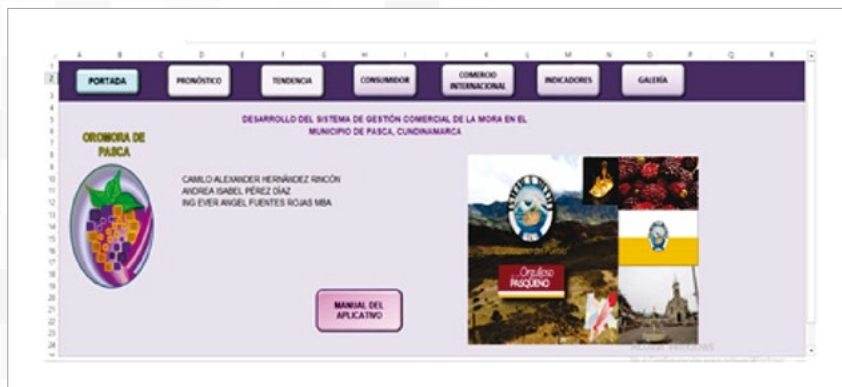 A B C D E F G H I J K L M N O P Q R
PORTADA
PRONÓSTICO
TENDENCIA
CONSUMIDOR
COMERCIO
INTERNACIONAL
INDICADORES
GALERÍA
DESARROLLO DEL SISTEMA DE GESTIÓN COMERCIAL DE LA MORA EN EL
MUNICIPIO DE PASCA, CUNDINAMARCA
OROMORA DE
PASCA
CAMILO ALEXANDER HERNÁNDEZ RINCÓN
ANDREA ISABEL PÉREZ DÍAZ
ING EVER ANGEL FUENTES ROJAS MBA
Orgulloso
PASQUEÑO
MANUAL DEL
APLICATIVO